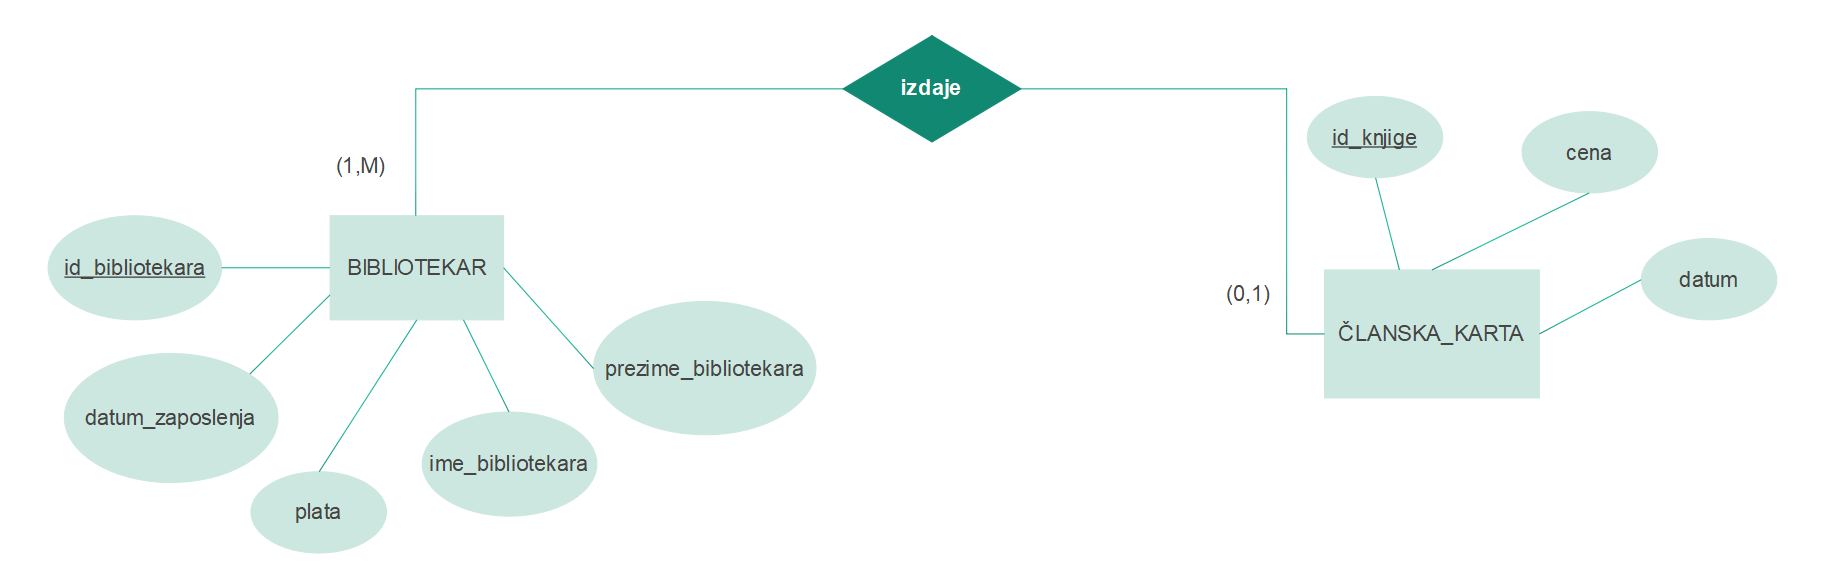 izdaje
id_knjige
cena
(1,M)
id_bibliotekara
BIBLIOTEKAR
datum
(0,1)
ČLANSKA_KARTA
prezime_bibliotekara
datum_zaposlenja
ime_bibliotekara
plata